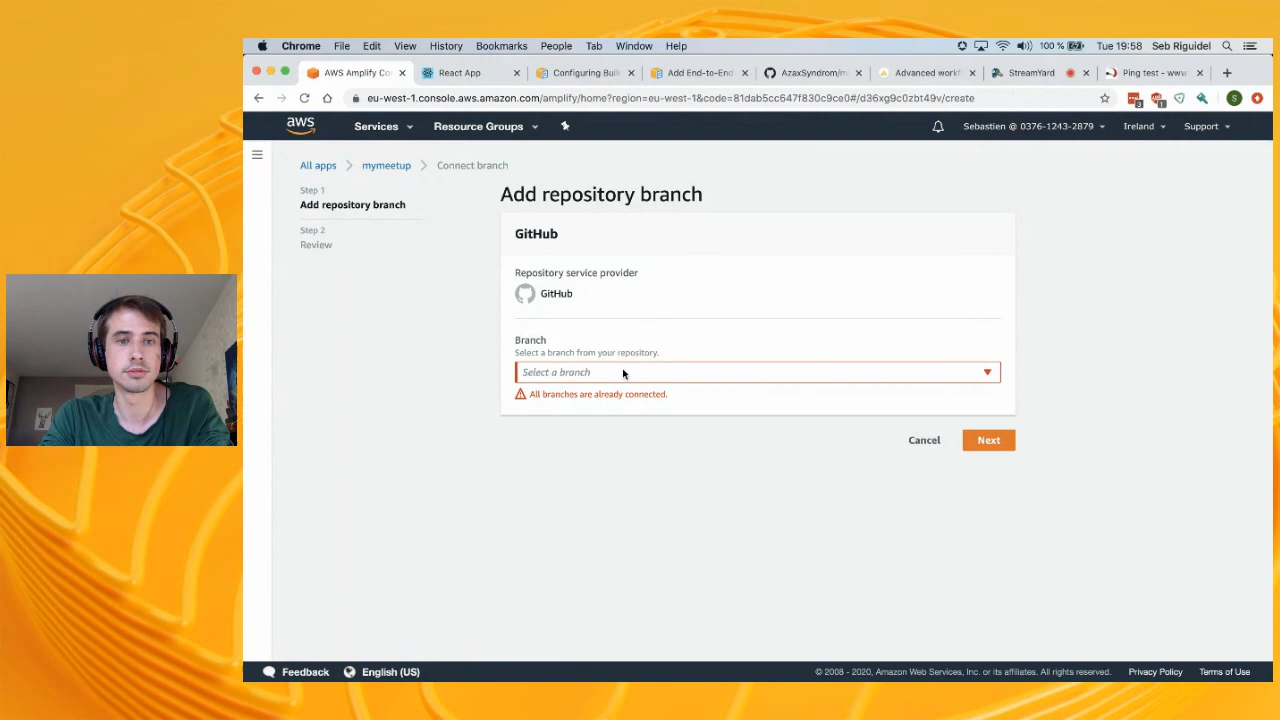 Chrome File Edit View History Bookmarks People Tab Window Help 100 % Tue 19:58 Seb Riguidel
AWS Amplify Co React App Configuring Buil Add End-to-End AzaxSyndrom/m Advanced workf StreamYard Ping test - www.
eu-west-1.console.aws.amazon.com/amplify/home?region=eu-west-1&code=81dab5cc647f830c9ce0#/d36xg9c0zbt49v/create
aws Services Resource Groups Sebastien @ 0376-1243-2879 Ireland Support
All apps mymeetup Connect branch
Step 1
Add repository branch
Step 2
Review
Add repository branch
GitHub
Repository service provider
GitHub
Branch
Select a branch from your repository.
Select a branch
All branches are already connected.
Cancel Next
Feedback English (US) © 2008 - 2020, Amazon Web Services, Inc. or its affiliates. All rights reserved. Privacy Policy Terms of Use